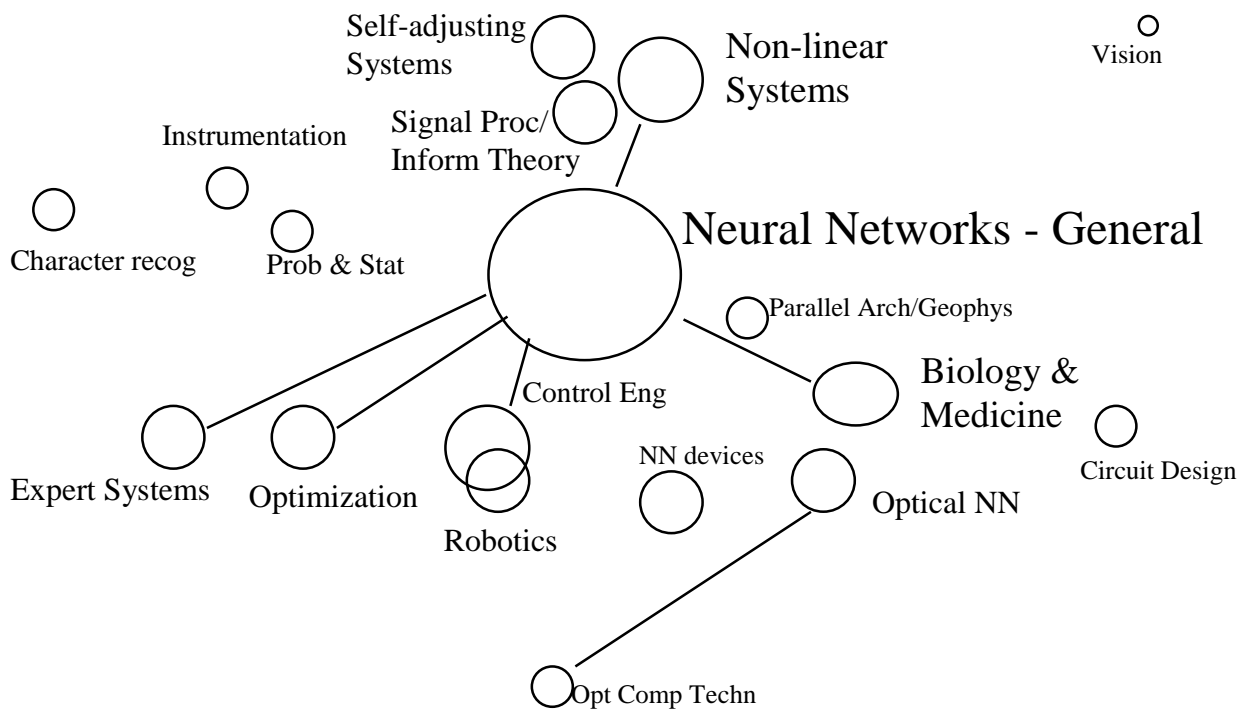 Self-adjusting
Systems
Non-linear
Systems
Vision
Signal Proc/
Inform Theory
Instrumentation
Neural Networks - General
Character recog
Prob & Stat
Parallel Arch/Geophys
Biology &
Medicine
Control Eng
NN devices
Circuit Design
Expert Systems
Optimization
Optical NN
Robotics
Opt Comp Techn